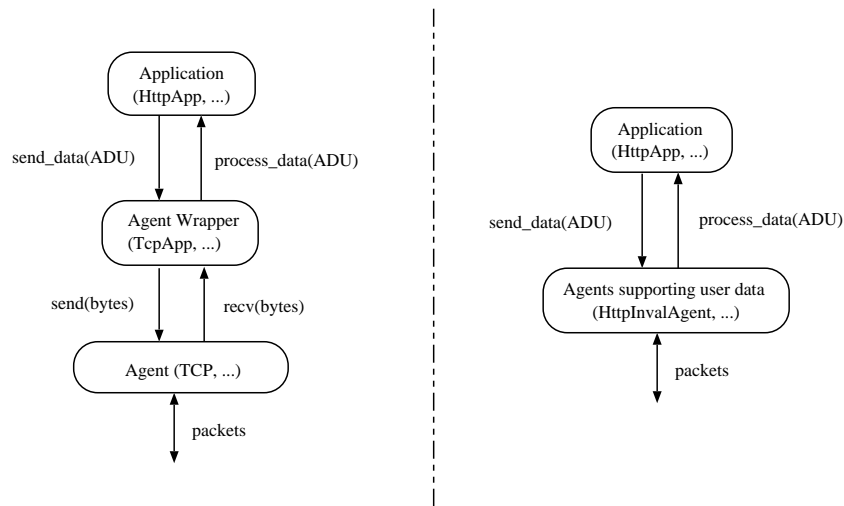 Application
(HttpApp, ...)
send_data(ADU)
process_data(ADU)
Agent Wrapper
(TcpApp, ...)
send(bytes)
recv(bytes)
Agent (TCP, ...)
packets
Application
(HttpApp, ...)
send_data(ADU)
process_data(ADU)
Agents supporting user data
(HttpInvalAgent, ...)
packets